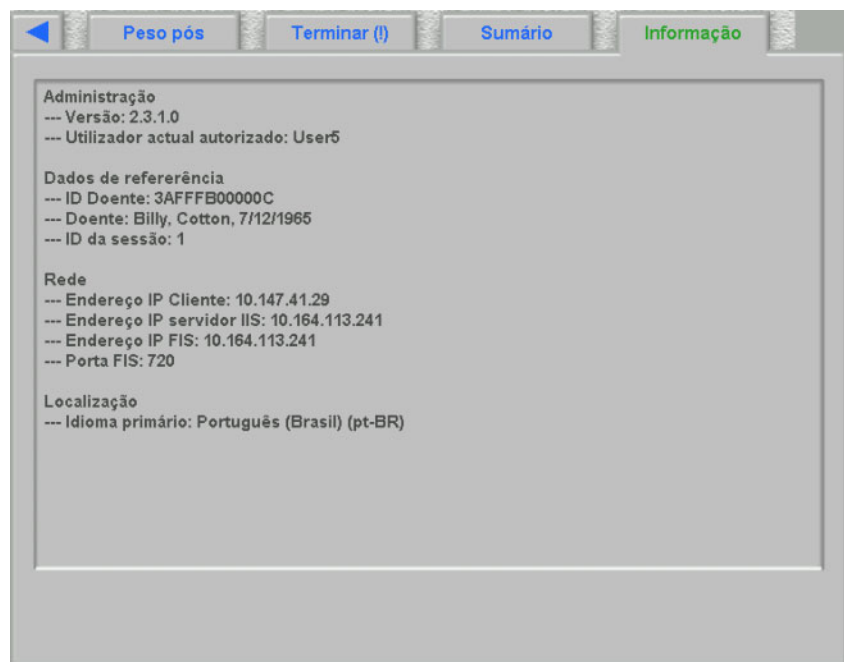 Peso pós Terminar (!) Sumário Informação
Administração
--- Versão: 2.3.1.0
--- Utilizador actual autorizado: User5
Dados de refererência
--- ID Doente: 3AFFFB00000C
--- Doente: Billy, Cotton, 7/12/1965
--- ID da sessão: 1
Rede
--- Endereço IP Cliente: 10.147.41.29
--- Endereço IP servidor IIS: 10.164.113.241
--- Endereço IP FIS: 10.164.113.241
--- Porta FIS: 720
Localização
--- Idioma primário: Português (Brasil) (pt-BR)